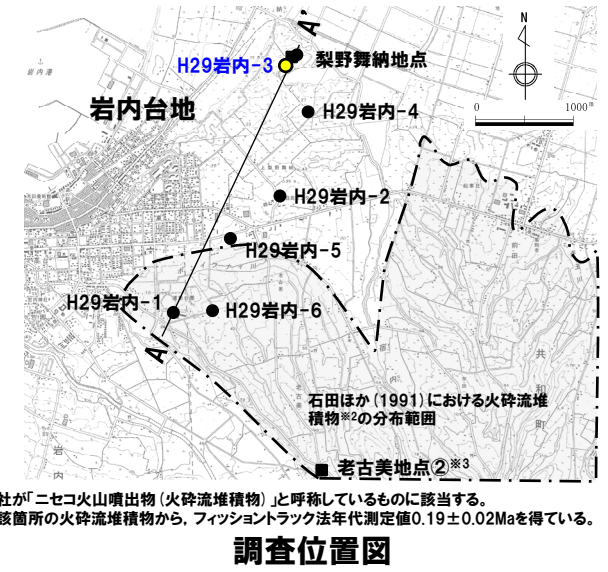 A'
N
H29岩内-3
梨野舞納地点
岩内台地
0 1000m
H29岩内-4
H29岩内-2
H29岩内-5
H29岩内-1
H29岩内-6
A
共和町
岩内
石田ほか(1991)における火砕流堆
積物※2の分布範囲
老古美地点②※3
社が「ニセコ火山噴出物(火砕流堆積物)」と呼称しているものに該当する。
該箇所の火砕流堆積物から，フィッショントラック法年代測定値0.19±0.02Maを得ている。
調査位置図